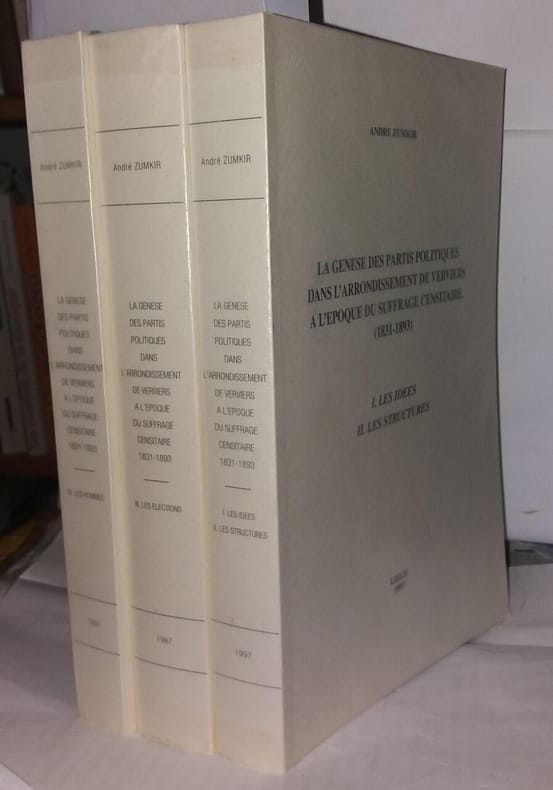 André ZUMKIR
LA GENESE
DES PARTIS
POLITIQUES
DANS
L'ARRONDISSEMENT
DE VERVIERS
A L'EPOQUE
DU SUFFRAGE
CENSITAIRE
1831-1893
LES HOMMES
1997
André ZUMKIR
LA GENESE
DES PARTIS
POLITIQUES
DANS
L'ARRONDISSEMENT
DE VERVIERS
A L'EPOQUE
DU SUFFRAGE
CENSITAIRE
1831-1893
III. LES ELECTIONS
1997
André ZUMKIR
LA GENESE
DES PARTIS
POLITIQUES
DANS
L'ARRONDISSEMENT
DE VERVIERS
A L'EPOQUE
DU SUFFRAGE
CENSITAIRE
1831-1893
I. LES IDEES
II. LES STRUCTURES
1997
ANDRE ZUMKIR
LA GENESE DES PARTIS POLITIQUES
DANS L'ARRONDISSEMENT DE VERVIERS
A L'EPOQUE DU SUFFRAGE CENSITAIRE.
(1831-1893)
I. LES IDEES
II. LES STRUCTURES
LIEGE
1997